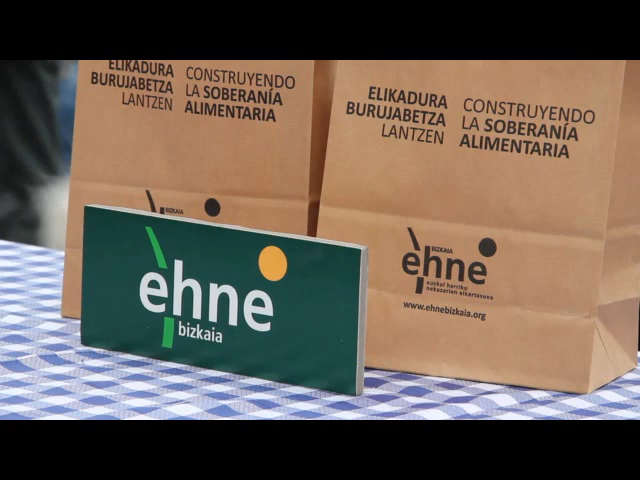 ELIKADURA
BURUJABETZA
LANTZEN
CONSTRUYENDO
LA SOBERANÍA
ALIMENTARIA
BIZKAIA
ELIKADURA
BURUJABETZA
LANTZEN
CONSTRUYENDO
LA SOBERANÍA
ALIMENTARIA
BIZKAIA
ehne
euskal herriko
nekazarien elkartasuna
www.ehnebizkaia.org
ehne
bizkaia